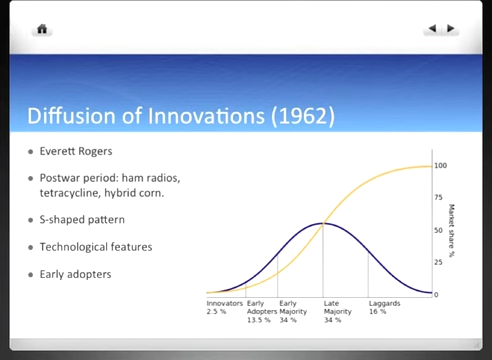 Diffusion of Innovations (1962)
Everett Rogers
Postwar period: ham radios,
tetracycline, hybrid corn.
S-shaped pattern
Technological features
Early adopters
100
75
50
25
0
Market share %
Innovators
2.5 %
Early
Adopters
13.5 %
Early
Majority
34 %
Late
Majority
34 %
Laggards
16 %